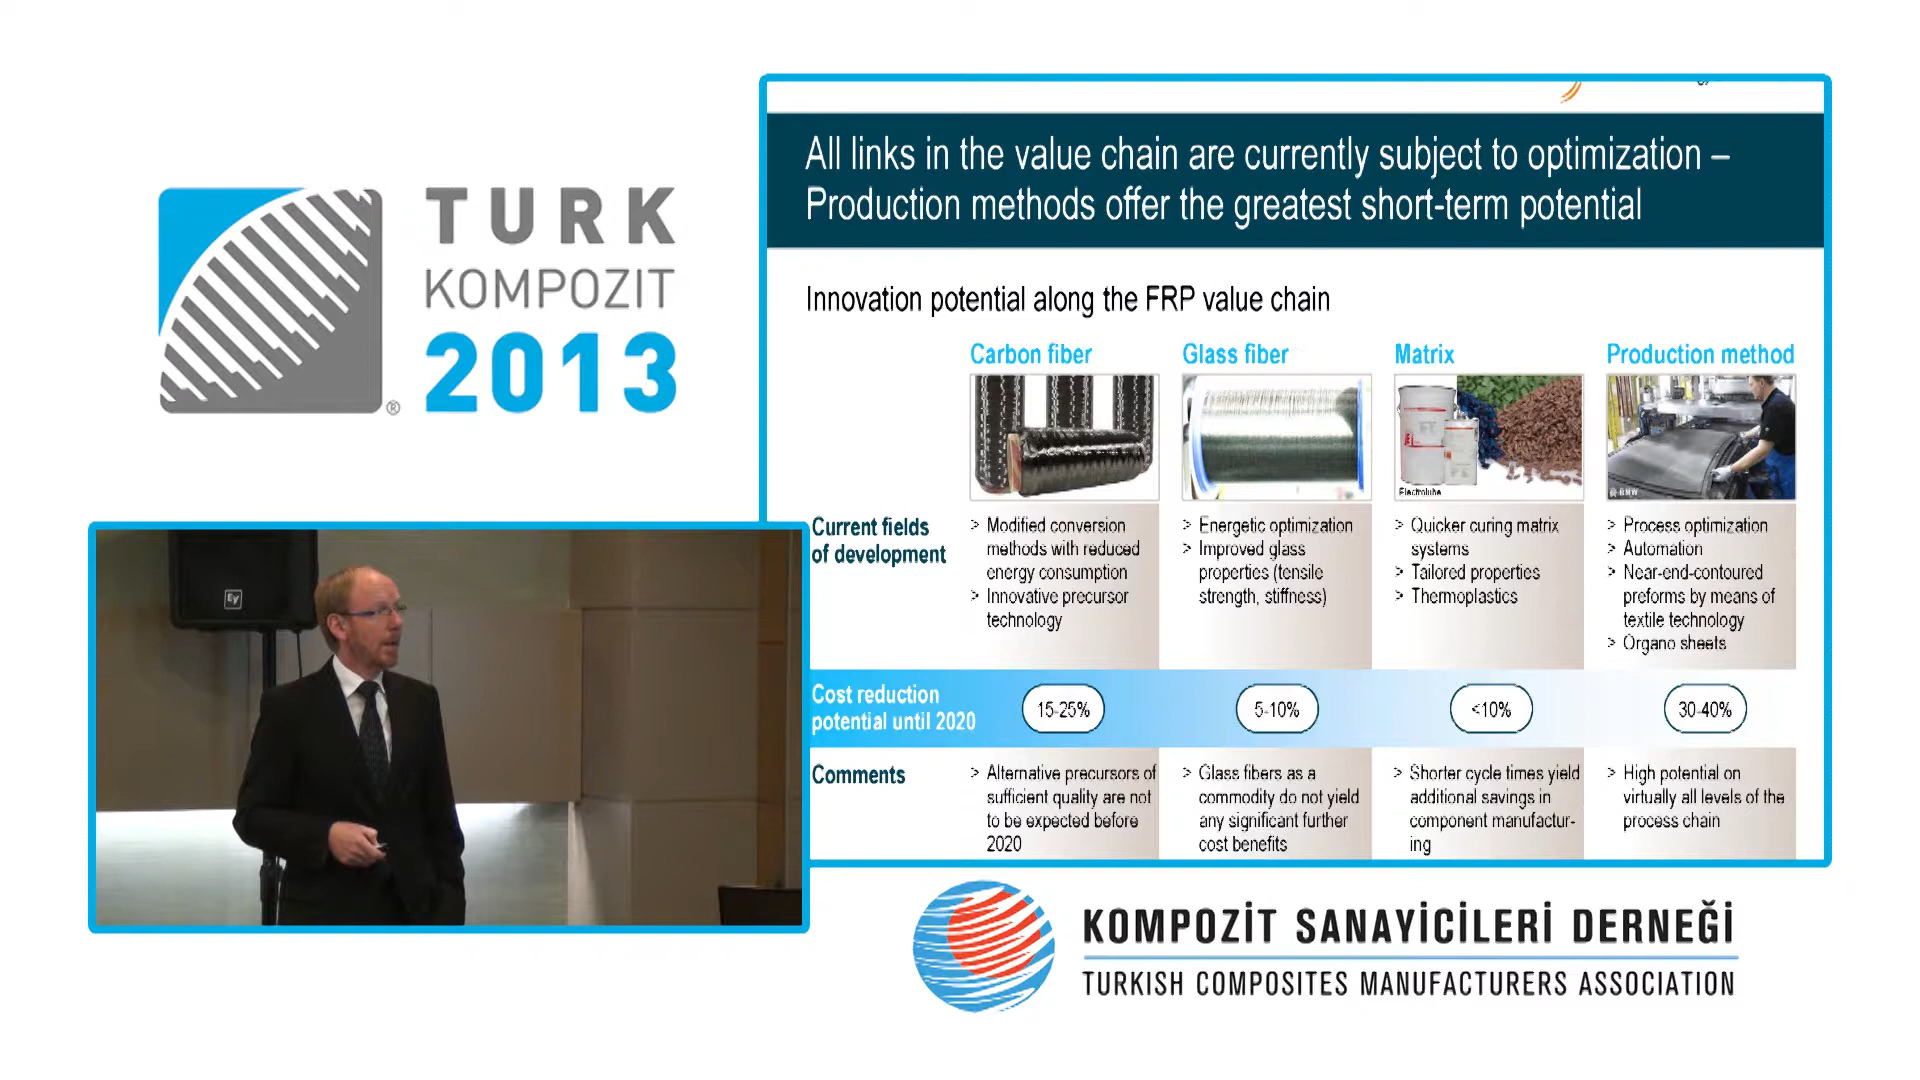 TURK
KOMPOZIT
2013
®
All links in the value chain are currently subject to optimization –
Production methods offer the greatest short-term potential
Innovation potential along the FRP value chain
Carbon fiber
Glass fiber
Matrix
Production method
Electrolube
BMW
Current fields
of development
> Modified conversion
methods with reduced
energy consumption
> Innovative precursor
technology
> Energetic optimization
> Improved glass
properties (tensile
strength, stiffness)
> Quicker curing matrix
systems
> Tailored properties
> Thermoplastics
> Process optimization
> Automation
> Near-end-contoured
preforms by means of
textile technology
> Organo sheets
Cost reduction
potential until 2020
15-25%
5-10%
<10%
30-40%
Comments
> Alternative precursors of
sufficient quality are not
to be expected before
2020
> Glass fibers as a
commodity do not yield
any significant further
cost benefits
> Shorter cycle times yield
additional savings in
component manufactur-
ing
> High potential on
virtually all levels of the
process chain
EV
KOMPOZİT SANAYİCİLERİ DERNEĞİ
TURKISH COMPOSITES MANUFACTURERS ASSOCIATION